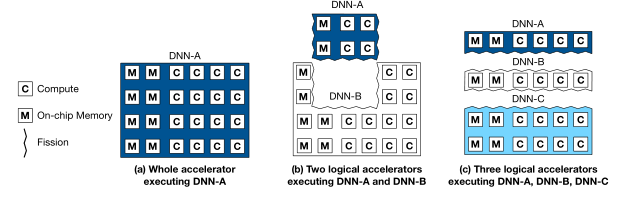 C Compute
M On-chip Memory
Fission
DNN-A
M M C C C C
M M C C C C
M M C C C C
M M C C C C
(a) Whole accelerator
executing DNN-A
DNN-A
M C C
M C C
M C C
M DNN-B C C
M M C C C C
M M C C C C
(b) Two logical accelerators
executing DNN-A and DNN-B
DNN-A
M M C C C C
DNN-B
M M C C C C
DNN-C
M M C C C C
M M C C C C
(c) Three logical accelerators
executing DNN-A, DNN-B, DNN-C